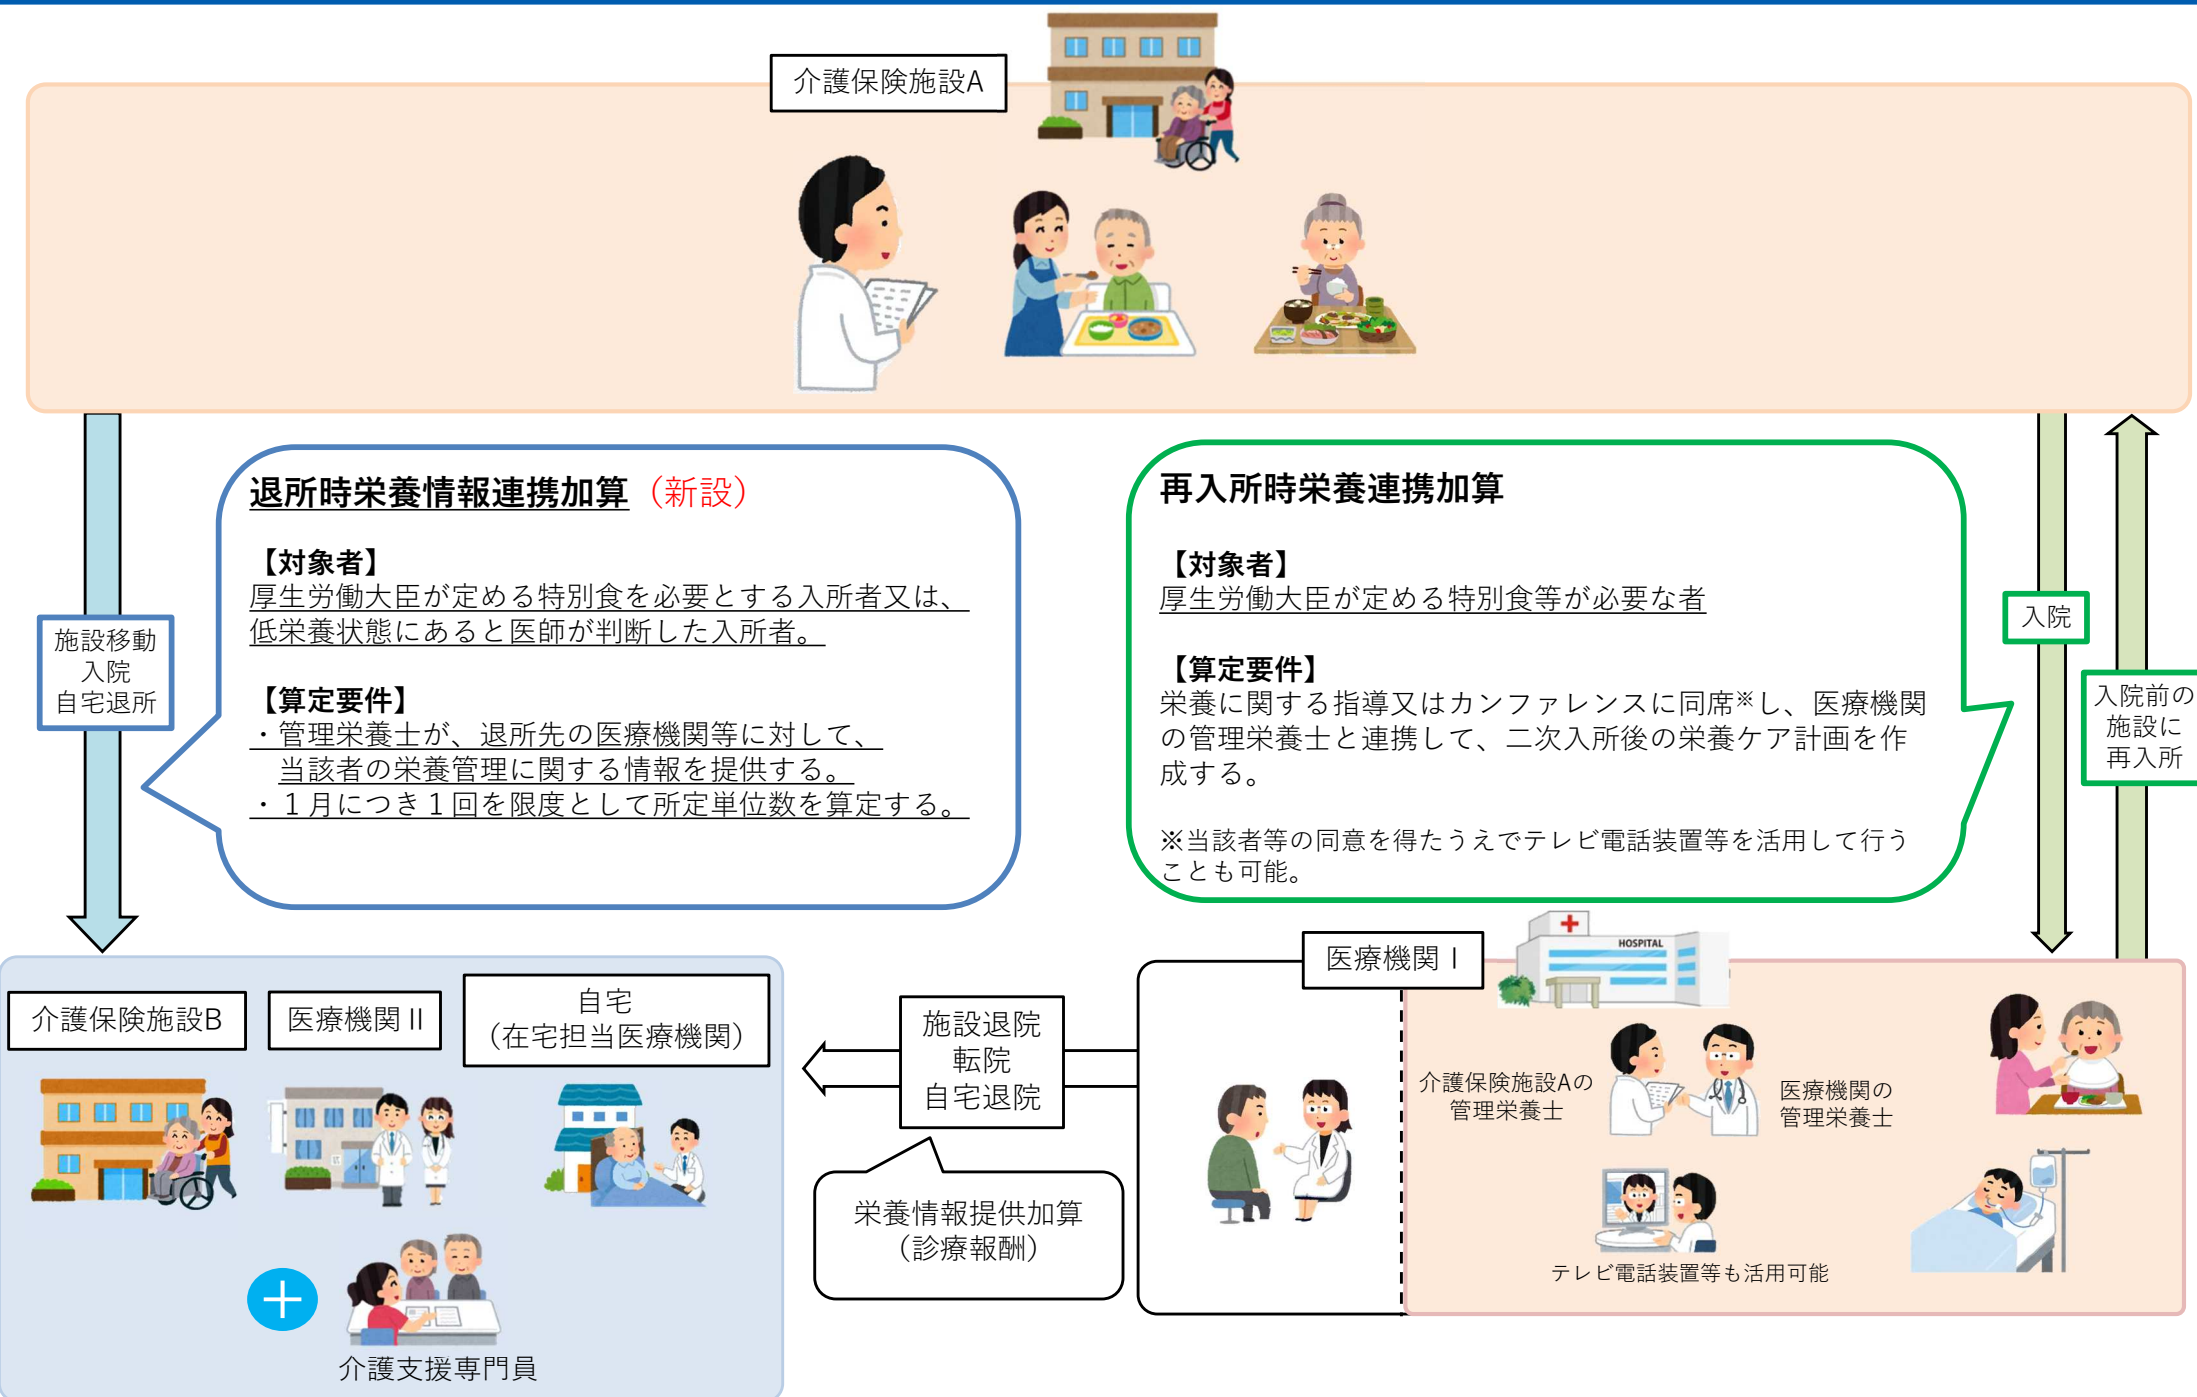 介護保険施設A
退所時栄養情報連携加算（新設）
【対象者】
厚生労働大臣が定める特別食を必要とする入所者又は、
低栄養状態にあると医師が判断した入所者。
【算定要件】
・管理栄養士が、退所先の医療機関等に対して、
当該者の栄養管理に関する情報を提供する。
・１月につき１回を限度として所定単位数を算定する。
施設移動
入院
自宅退所
再入所時栄養連携加算
【対象者】
厚生労働大臣が定める特別食等が必要な者
【算定要件】
栄養に関する指導又はカンファレンスに同席※し、医療機関
の管理栄養士と連携して、二次入所後の栄養ケア計画を作
成する。
※当該者等の同意を得たうえでテレビ電話装置等を活用して行う
ことも可能。
入院
入院前の
施設に
再入所
介護保険施設B
医療機関Ⅱ
自宅
（在宅担当医療機関）
介護支援専門員
施設退院
転院
自宅退院
栄養情報提供加算
（診療報酬）
医療機関Ⅰ
HOSPITAL
介護保険施設Aの
管理栄養士
医療機関の
管理栄養士
テレビ電話装置等も活用可能